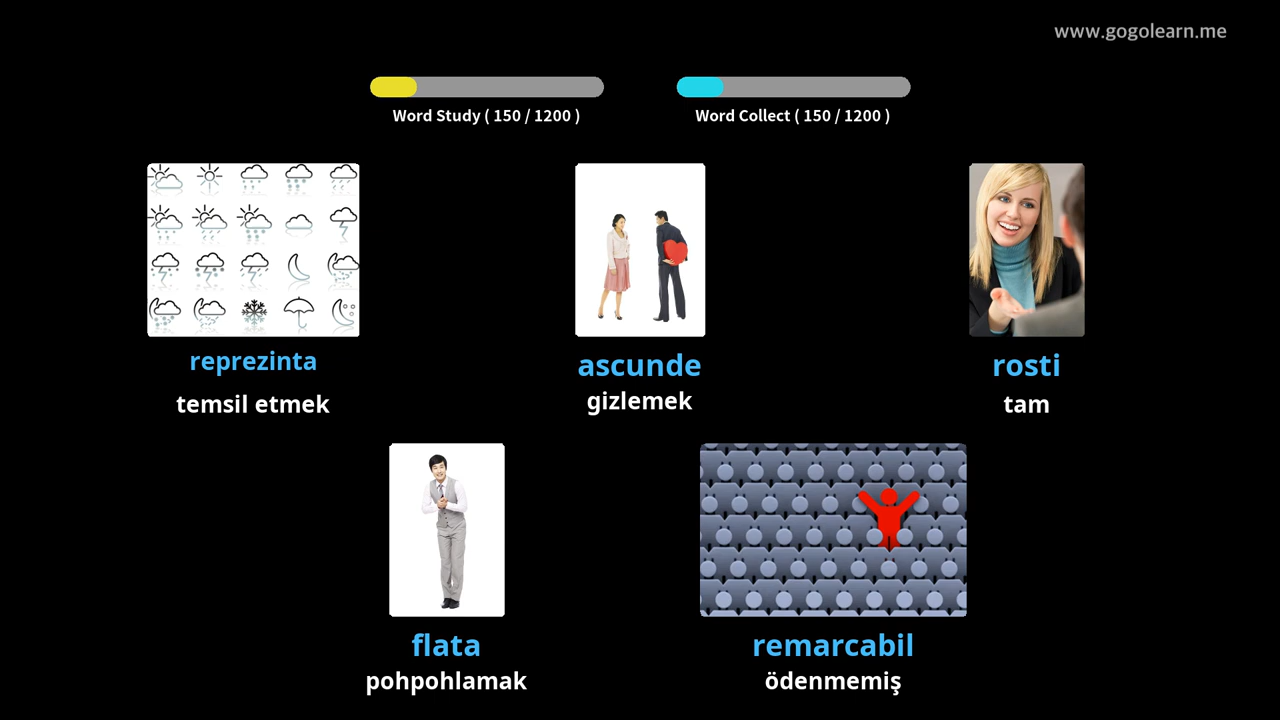 www.gogolearn.me
Word Study ( 150 / 1200 )
Word Collect ( 150 / 1200 )
reprezinta
temsil etmek
ascunde
gizlemek
rosti
tam
flata
pohpohlamak
remarcabil
ödenmemiş